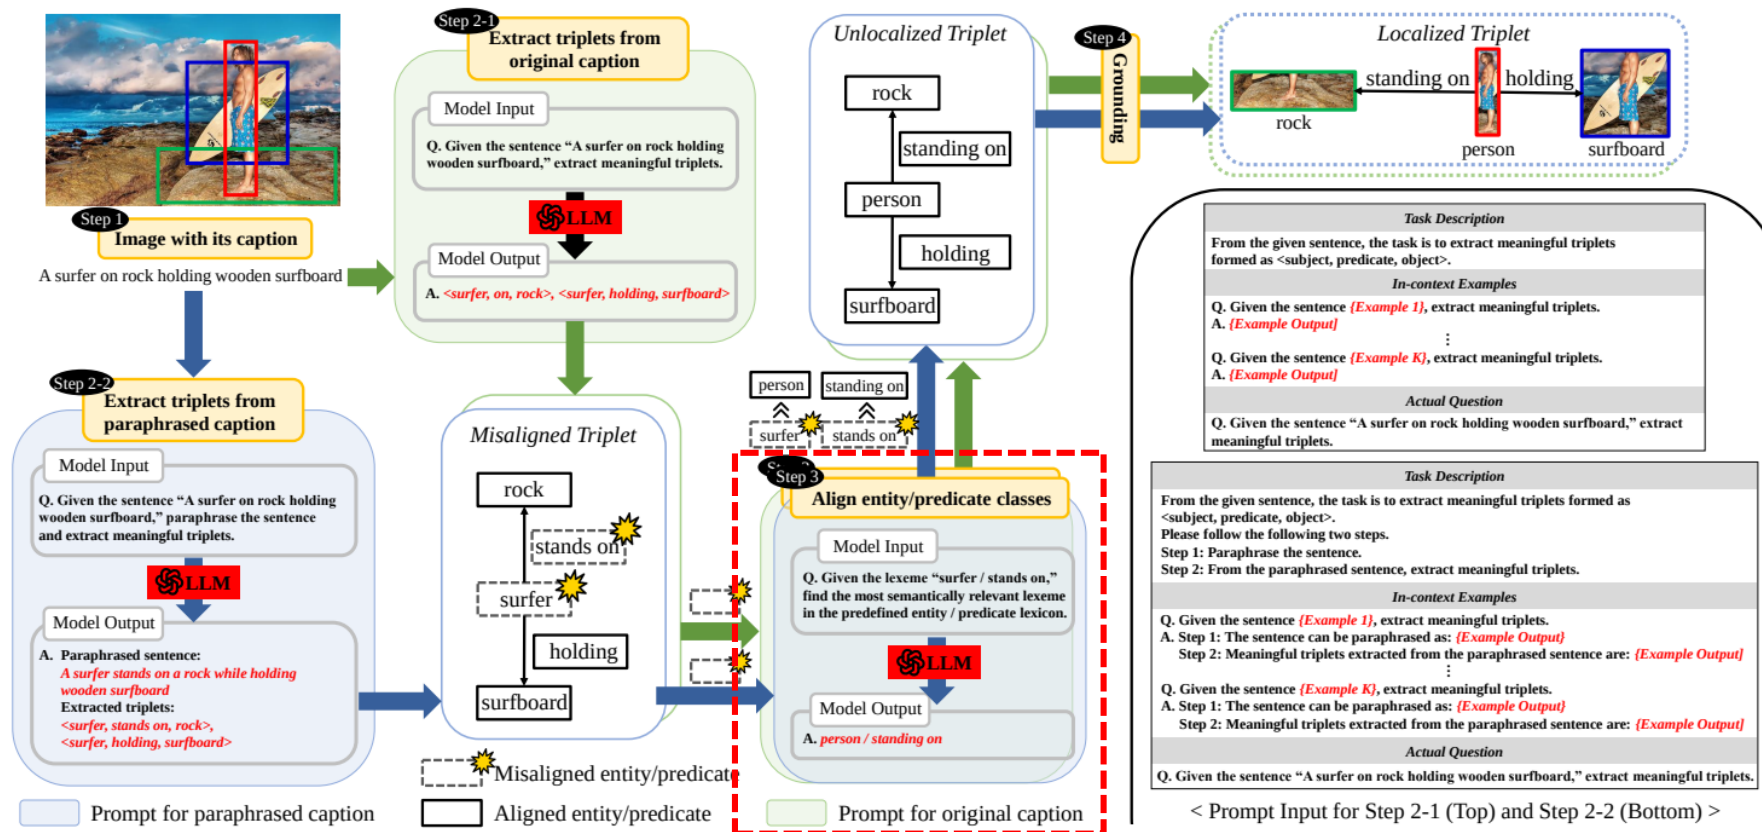 Step 1
Image with its caption
A surfer on rock holding wooden surfboard
Step 2-1
Extract triplets from
original caption
Model Input
Q. Given the sentence “A surfer on rock holding
wooden surfboard,” extract meaningful triplets.
LLM
Model Output
A. <surfer, on, rock>, <surfer, holding, surfboard>
Step 2-2
Extract triplets from
paraphrased caption
Model Input
Q. Given the sentence “A surfer on rock holding
wooden surfboard,” paraphrase the sentence
and extract meaningful triplets.
LLM
Model Output
A. Paraphrased sentence:
A surfer stands on a rock while holding
wooden surfboard
Extracted triplets:
<surfer, stands on, rock>,
<surfer, holding, surfboard>
Prompt for paraphrased caption
Misaligned Triplet
rock
stands on
surfer
holding
surfboard
Misaligned entity/predicate
Aligned entity/predicate
person
standing on
surfer
stands on
Step 3
Align entity/predicate classes
Model Input
Q. Given the lexeme “surfer / stands on,”
find the most semantically relevant lexeme
in the predefined entity / predicate lexicon.
LLM
Model Output
A. person / standing on
Prompt for original caption
Unlocalized Triplet
rock
standing on
person
holding
surfboard
Step 4
Grounding
Localized Triplet
standing on
holding
rock
person
surfboard
Task Description
From the given sentence, the task is to extract meaningful triplets
formed as <subject, predicate, object>.
In-context Examples
Q. Given the sentence {Example 1}, extract meaningful triplets.
A. {Example Output]
⋮
Q. Given the sentence {Example K}, extract meaningful triplets.
A. {Example Output]
Actual Question
Q. Given the sentence “A surfer on rock holding wooden surfboard,” extract
meaningful triplets.
Task Description
From the given sentence, the task is to extract meaningful triplets formed as
<subject, predicate, object>.
Please follow the following two steps.
Step 1: Paraphrase the sentence.
Step 2: From the paraphrased sentence, extract meaningful triplets.
In-context Examples
Q. Given the sentence {Example 1}, extract meaningful triplets.
A. Step 1: The sentence can be paraphrased as: {Example Output}
Step 2: Meaningful triplets extracted from the paraphrased sentence are: {Example Output]
⋮
Q. Given the sentence {Example K}, extract meaningful triplets.
A. Step 1: The sentence can be paraphrased as: {Example Output}
Step 2: Meaningful triplets extracted from the paraphrased sentence are: {Example Output]
Actual Question
Q. Given the sentence “A surfer on rock holding wooden surfboard,” extract meaningful triplets.
< Prompt Input for Step 2-1 (Top) and Step 2-2 (Bottom) >